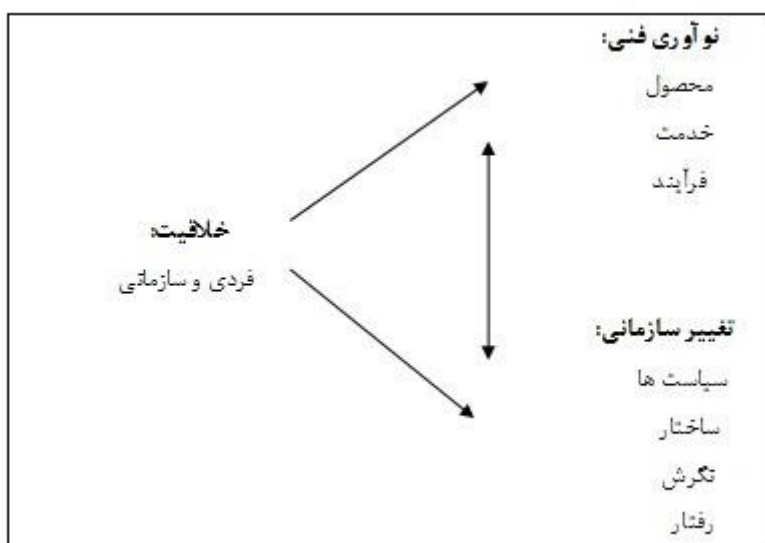 نوآوری فنی:
محصول
خدمت
فرآیند
خلاقیت:
فردی و سازمانی
تغییر سازمانی:
سیاست ها
ساختار
نگرش
رفتار